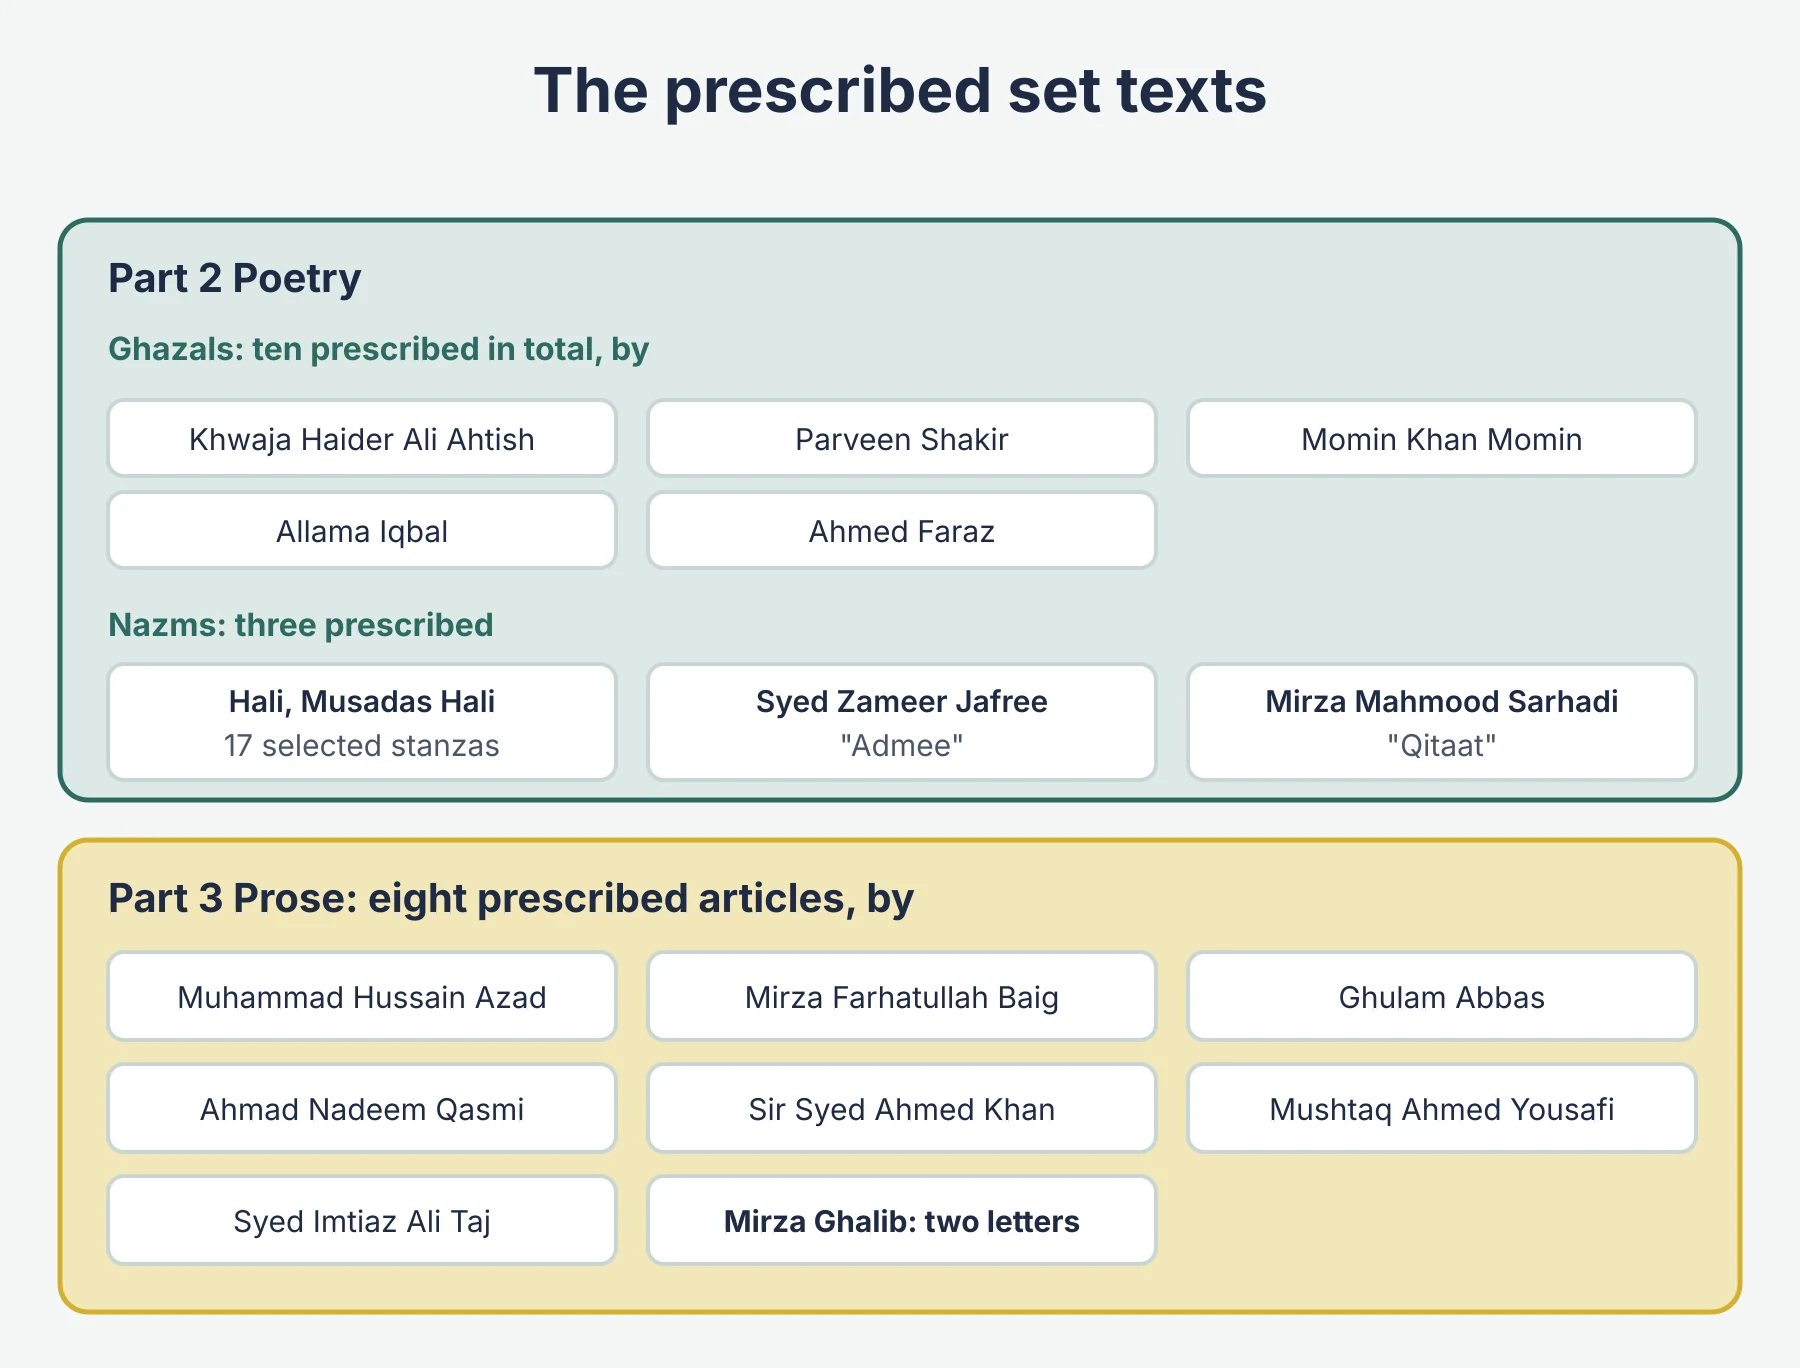 The prescribed set texts
Part 2 Poetry
Ghazals: ten prescribed in total, by
Khwaja Haider Ali Ahtish
Parveen Shakir
Momin Khan Momin
Allama Iqbal
Ahmed Faraz
Nazms: three prescribed
Hali, Musadas Hali
17 selected stanzas
Syed Zameer Jafree
"Admee"
Mirza Mahmood Sarhadi
"Qitaat"
Part 3 Prose: eight prescribed articles, by
Muhammad Hussain Azad
Mirza Farhatullah Baig
Ghulam Abbas
Ahmad Nadeem Qasmi
Sir Syed Ahmed Khan
Mushtaq Ahmed Yousafi
Syed Imtiaz Ali Taj
Mirza Ghalib: two letters